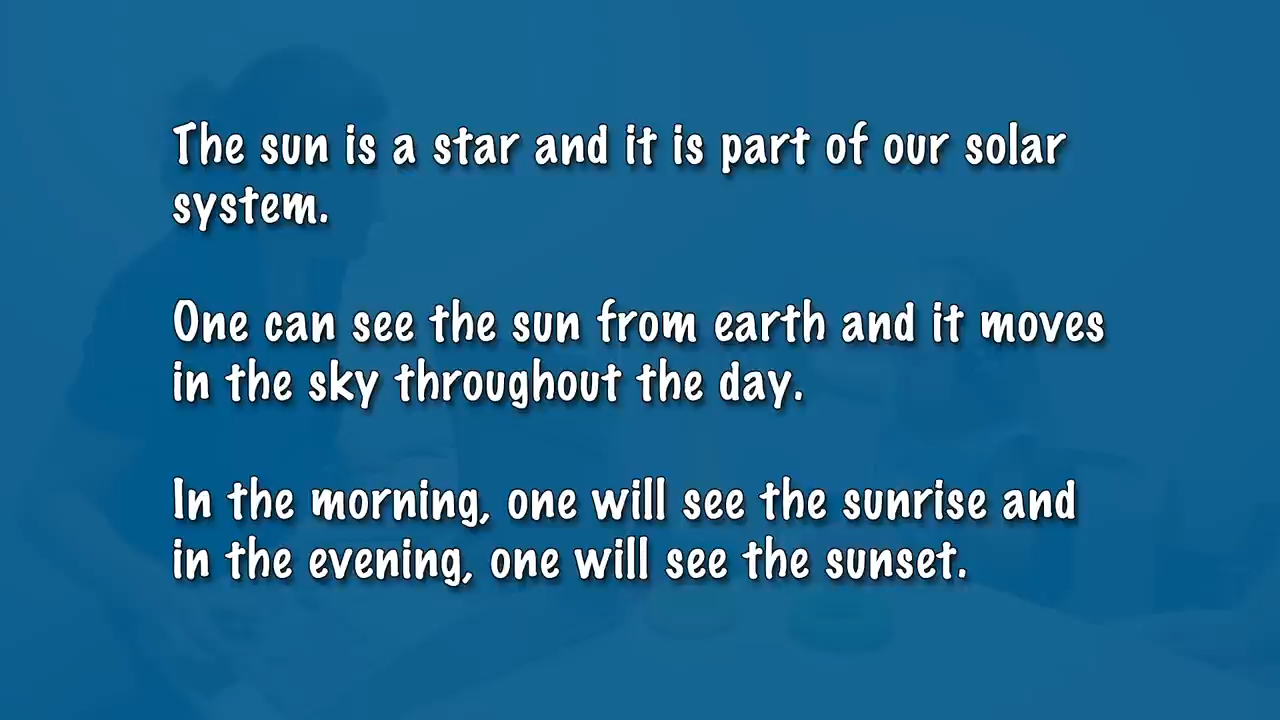 The sun is a star and it is part of our solar
system.
One can see the sun from earth and it moves
in the sky throughout the day.
In the morning, one will see the sunrise and
in the evening, one will see the sunset.